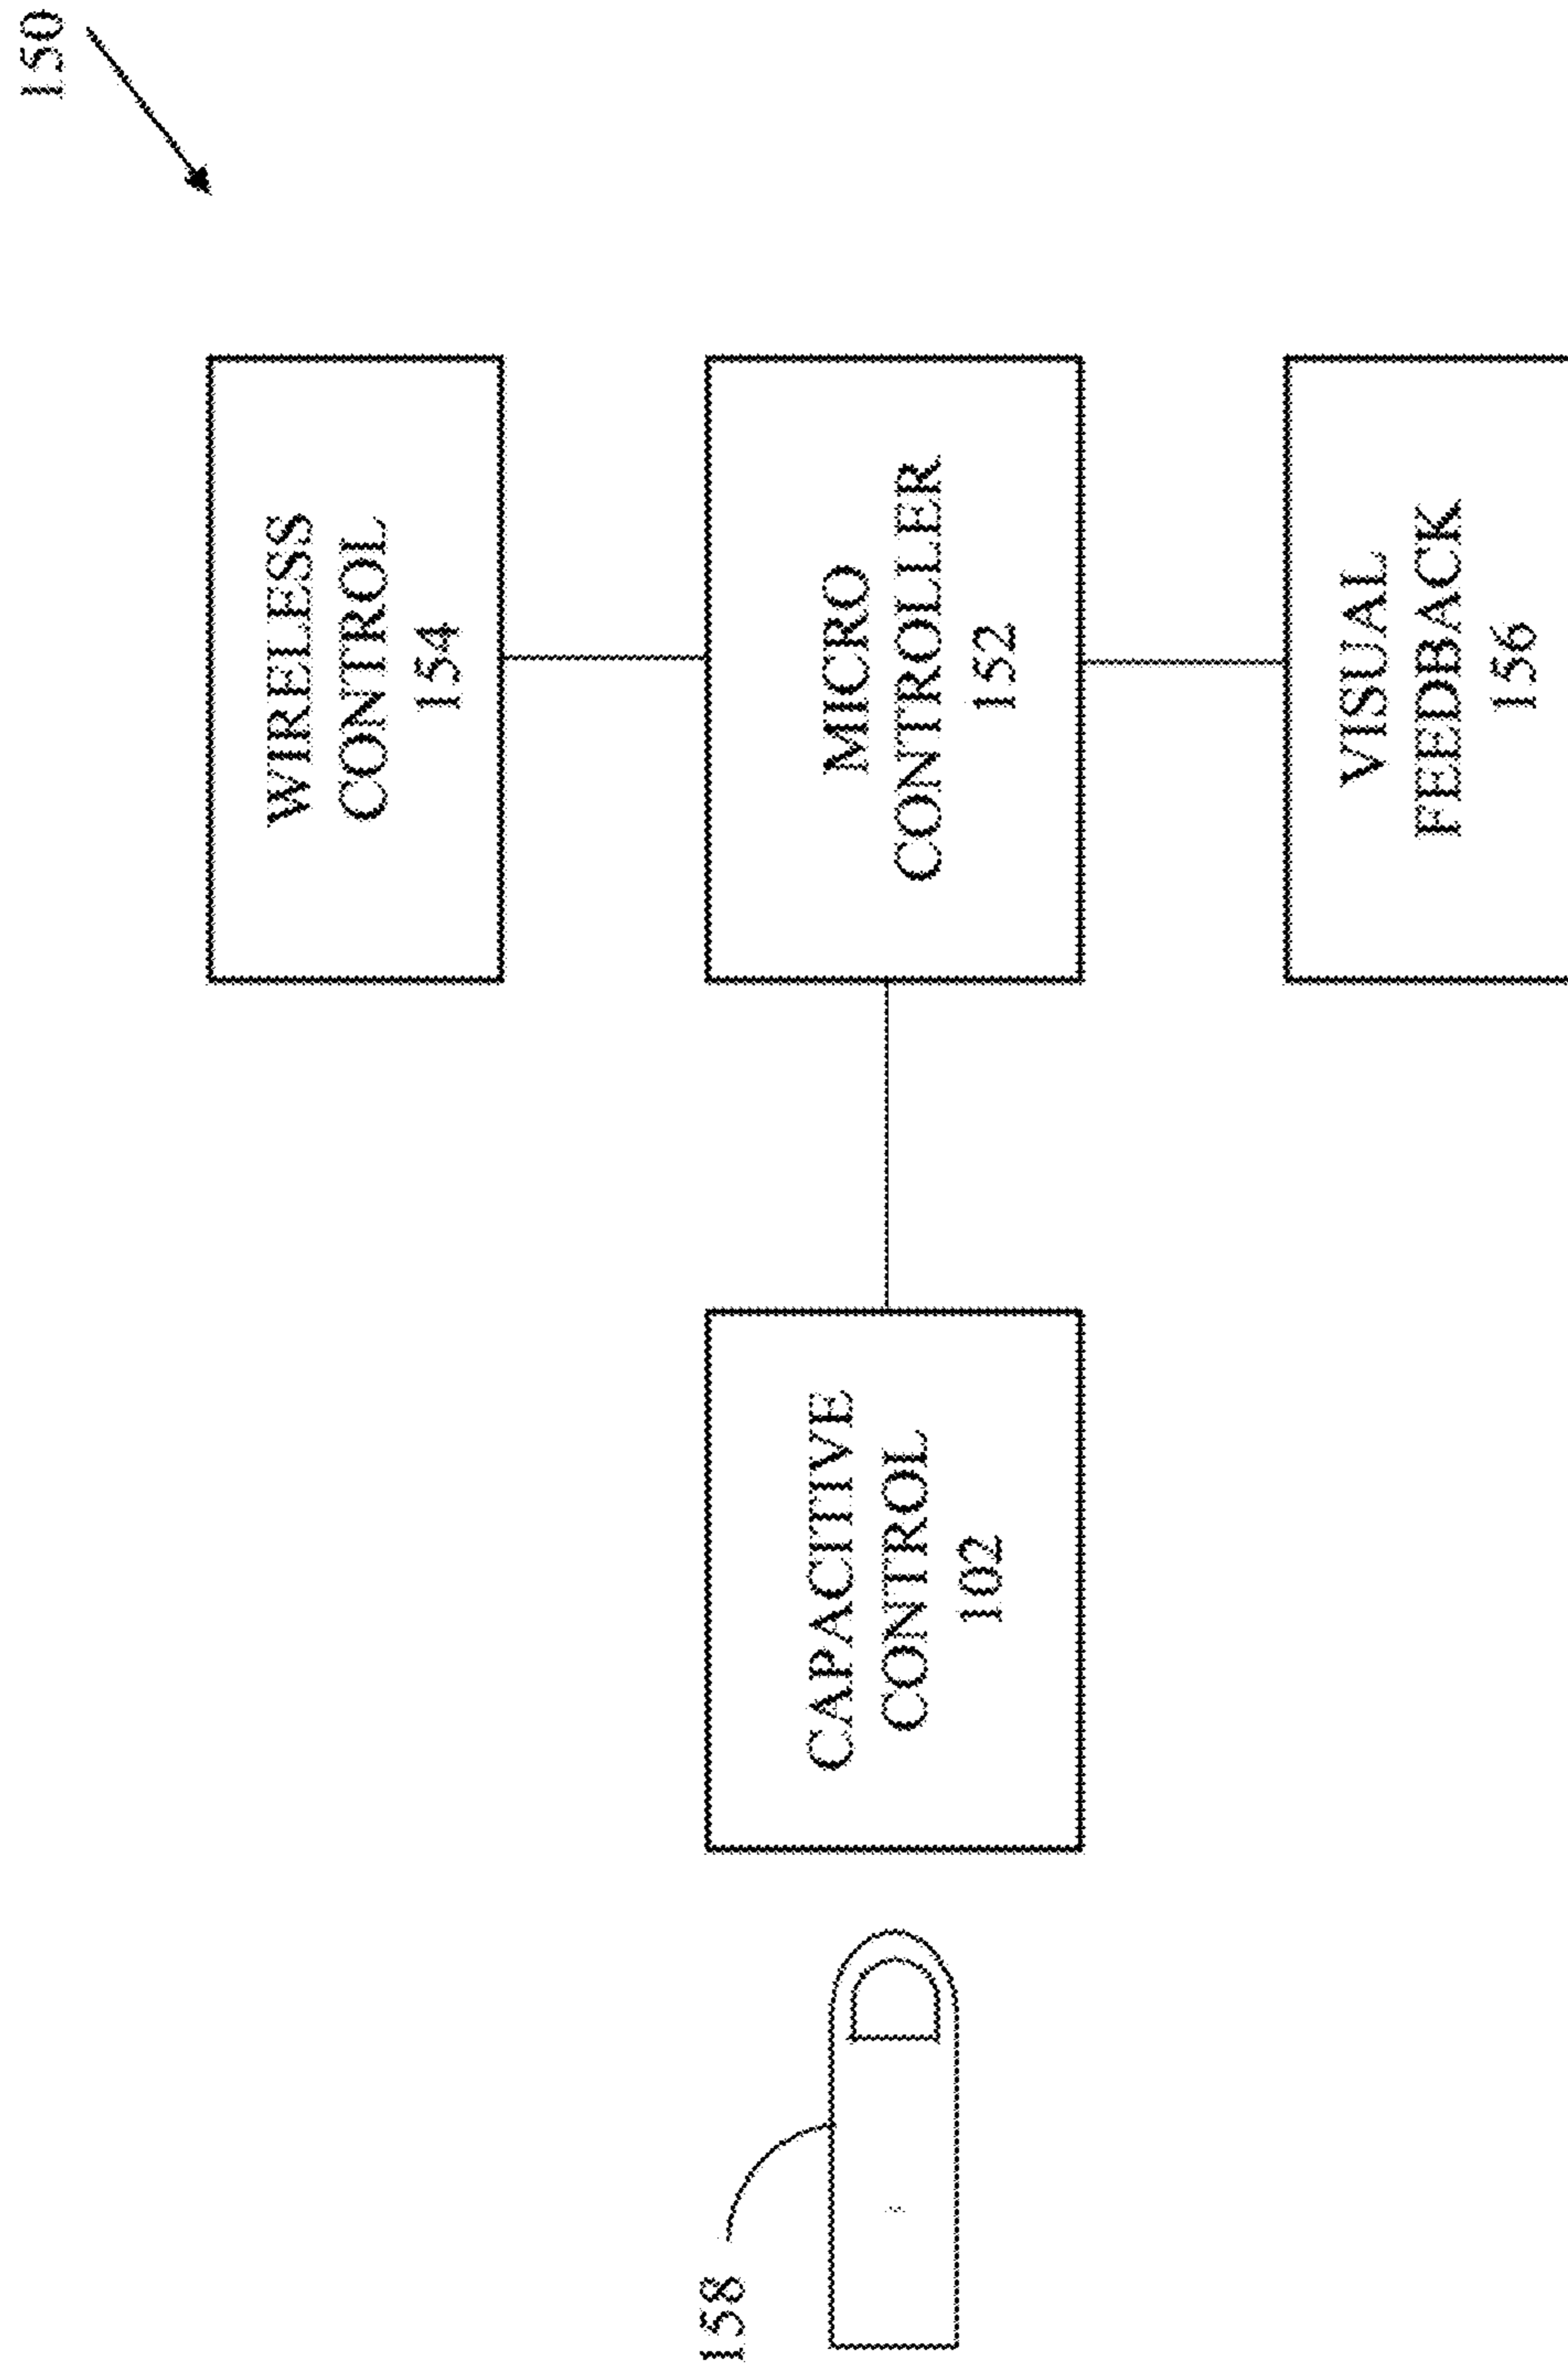 150
WIRELESS
CONTROL
154
MICRO
CONTROLLER
152
VISUAL
FEEDBACK
156
CAPACITIVE
CONTROL
102
158